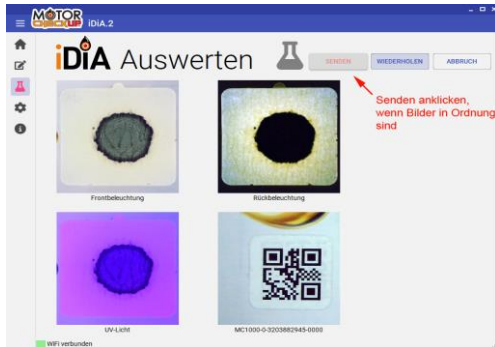 MOTOR
CHECKUP
iDiA.2
iDiA Auswerten
SENDEN
WIEDERHOLEN
ABBRUCH
Senden anklicken,
wenn Bilder in Ordnung
sind
Frontbeleuchtung
Rückbeleuchtung
UV-Licht
MC1000-0-3203882945-0000
WiFi verbunden